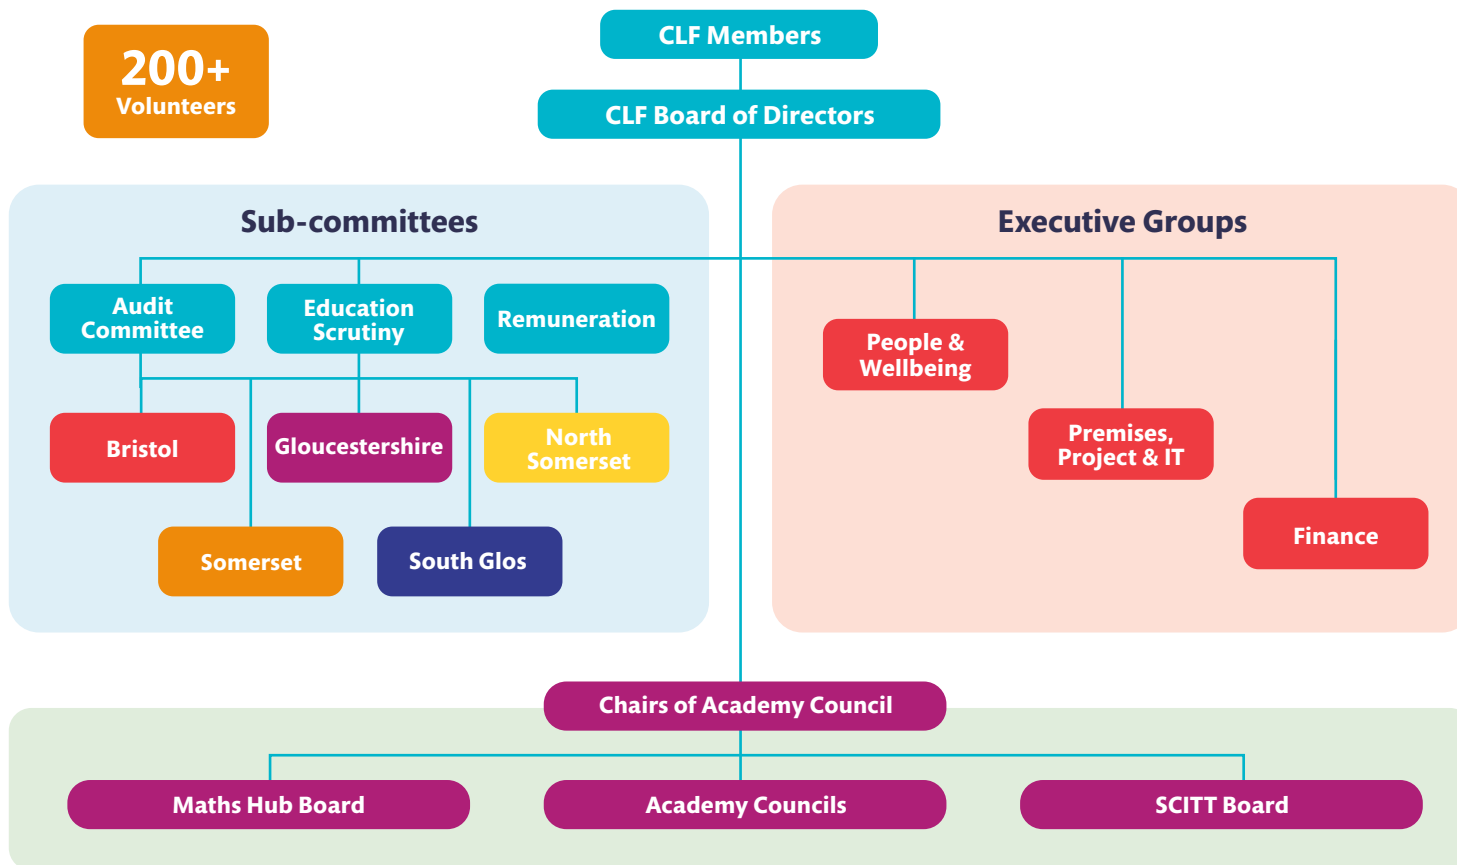 200+
Volunteers
CLF Members
CLF Board of Directors
Sub-committees
Executive Groups
Audit
Committee
Education
Scrutiny
Remuneration
People &
Wellbeing
Premises,
Project & IT
Finance
Bristol
Gloucestershire
North
Somerset
Somerset
South Glos
Chairs of Academy Council
Maths Hub Board
Academy Councils
SCITT Board